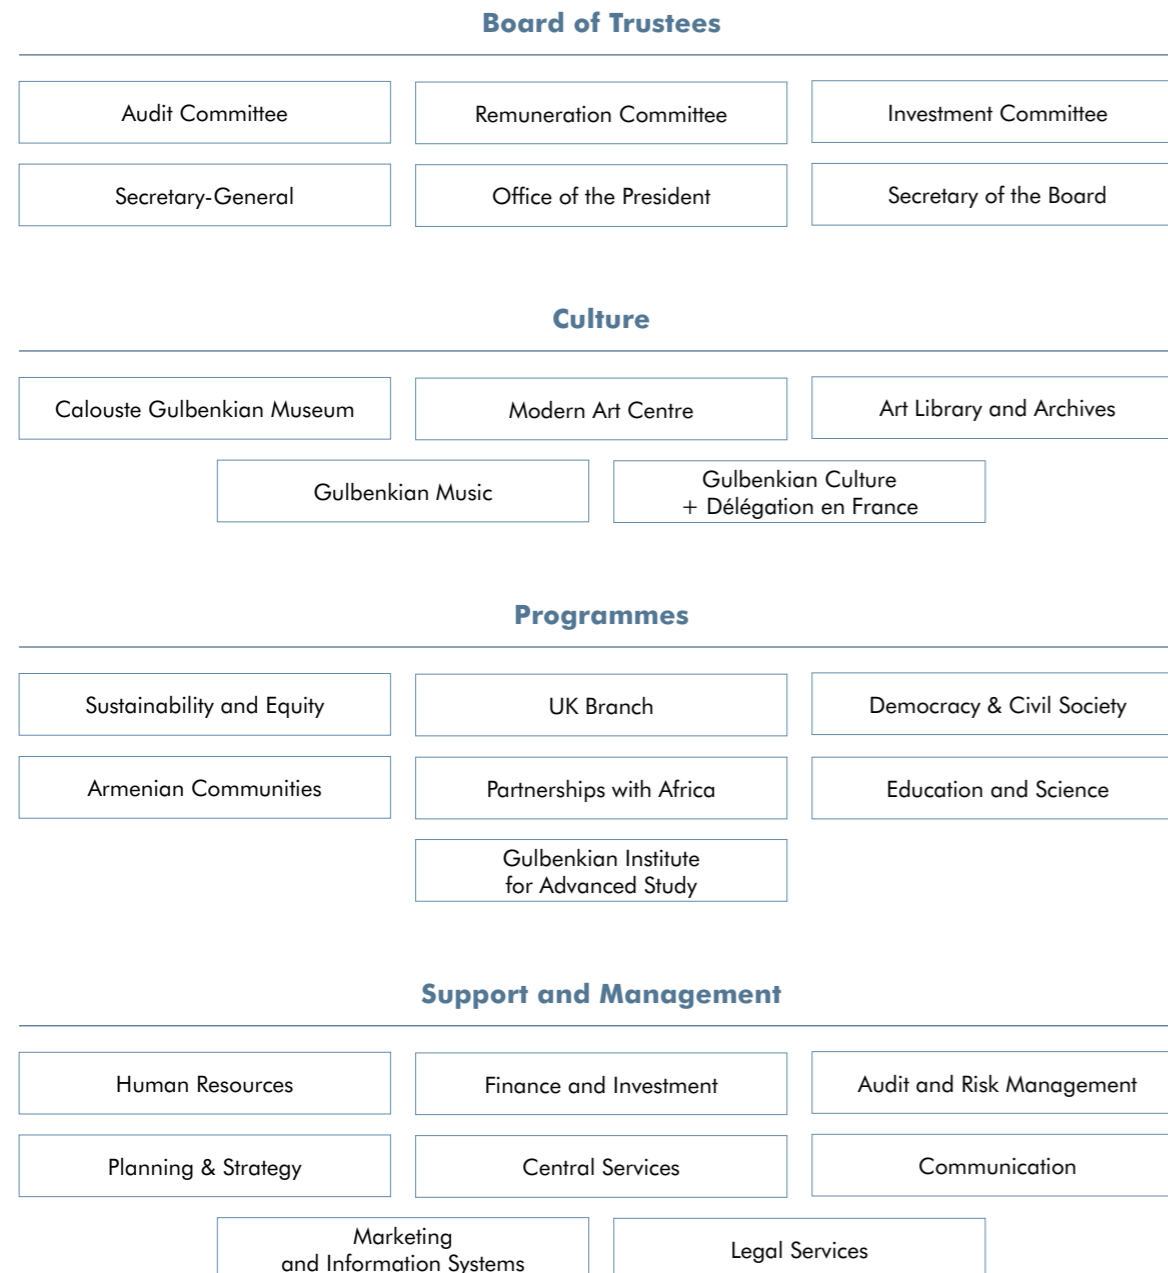 Board of Trustees
Audit Committee
Remuneration Committee
Investment Committee
Secretary-General
Office of the President
Secretary of the Board
Culture
Calouste Gulbenkian Museum
Modern Art Centre
Art Library and Archives
Gulbenkian Music
Gulbenkian Culture
+ Délégation en France
Programmes
Sustainability and Equity
UK Branch
Democracy & Civil Society
Armenian Communities
Partnerships with Africa
Education and Science
Gulbenkian Institute
for Advanced Study
Support and Management
Human Resources
Finance and Investment
Audit and Risk Management
Planning & Strategy
Central Services
Communication
Marketing
and Information Systems
Legal Services